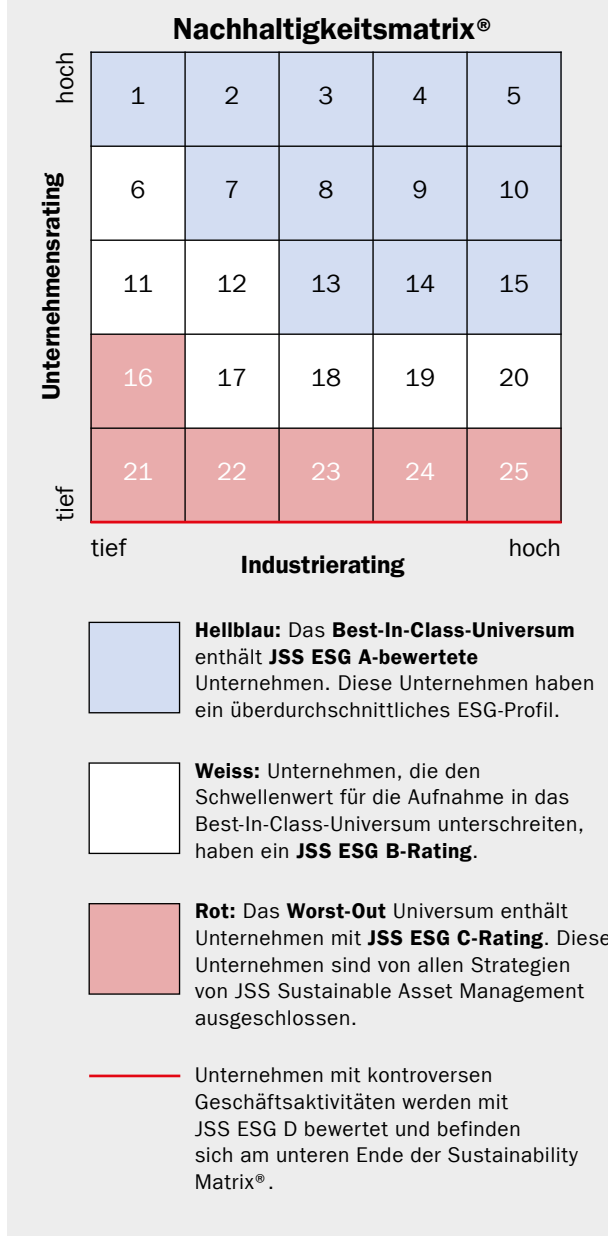 Nachhaltigkeitsmatrix®
hoch
Unternehmensrating
tief
1 2 3 4 5
6 7 8 9 10
11 12 13 14 15
16 17 18 19 20
21 22 23 24 25
tief
hoch
Industrierating
Hellblau: Das Best-In-Class-Universum
enthält JSS ESG A-bewertete
Unternehmen. Diese Unternehmen haben
ein überdurchschnittliches ESG-Profil.
Weiss: Unternehmen, die den
Schwellenwert für die Aufnahme in das
Best-In-Class-Universum unterschreiten,
haben ein JSS ESG B-Rating.
Rot: Das Worst-Out Universum enthält
Unternehmen mit JSS ESG C-Rating. Diese
Unternehmen sind von allen Strategien
von JSS Sustainable Asset Management
ausgeschlossen.
Unternehmen mit kontroversen
Geschäftsaktivitäten werden mit
JSS ESG D bewertet und befinden
sich am unteren Ende der Sustainability
Matrix®.